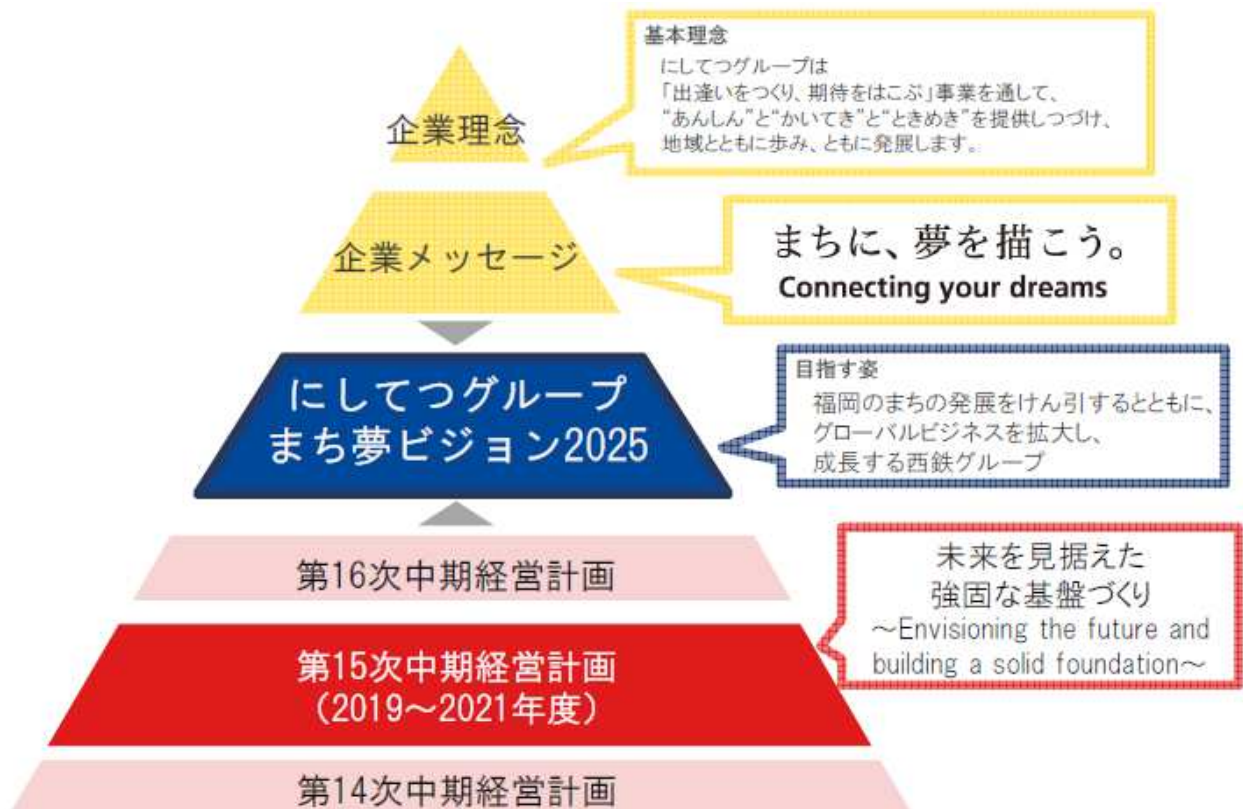 企業理念
基本理念
にしてつグループは
「出逢いをつくり、期待をはこぶ」事業を通して、
“あんしん”と“かいてき”と“ときめき”を提供しつづけ、
地域とともに歩み、ともに発展します。
企業メッセージ
まちに、夢を描こう。
Connecting your dreams
にしてつグループ
まち夢ビジョン2025
目指す姿
福岡のまちの発展をけん引するとともに、
グローバルビジネスを拡大し、
成長する西鉄グループ
第16次中期経営計画
第15次中期経営計画
（2019～2021年度）
未来を見据えた
強固な基盤づくり
～Envisioning the future and
building a solid foundation～
第14次中期経営計画